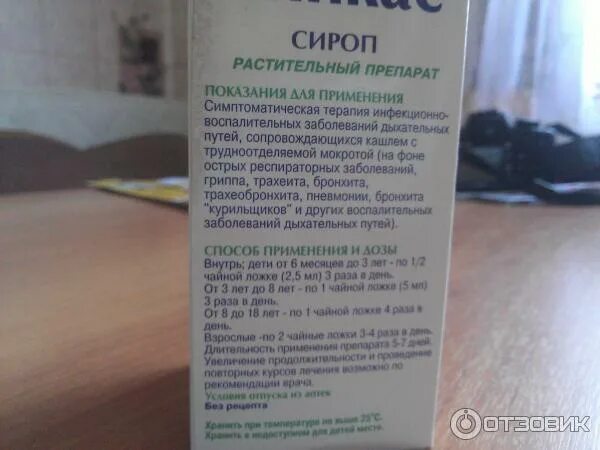 СИРОП
РАСТИТЕЛЬНЫЙ ПРЕПАРАТ
ПОКАЗАНИЯ ДЛЯ ПРИМЕНЕНИЯ
Симптоматическая терапия инфекционно-
воспалительных заболеваний дыхательных
путей, сопровождающихся кашлем с
трудноотделяемой мокротой (на фоне
острых респираторных заболеваний,
гриппа, трахеита, бронхита,
трахеобронхита, пневмонии, бронхита
"курильщиков" и других воспалительных
заболеваний дыхательных путей).
СПОСОБ ПРИМЕНЕНИЯ И ДОЗЫ
Внутрь; дети от 6 месяцев до 3 лет - по 1/2
чайной ложке (2,5 мл) 3 раза в день.
От 3 лет до 8 лет - по 1 чайной ложке (5 мл)
3 раза в день.
От 8 до 18 лет - по 1 чайной ложке 4 раза в
день.
Взрослые -по 2 чайные ложки 3-4 раза в день.
Длительность применения препарата 5-7 дней.
Увеличение продолжительности и проведение
повторных курсов лечения возможно по
рекомендации врача.
Условия отпуска из аптек
Без рецепта
Хранить при температуре не выше 25°С.
Хранить в недоступном для детей месте.
ОТЗОВИК